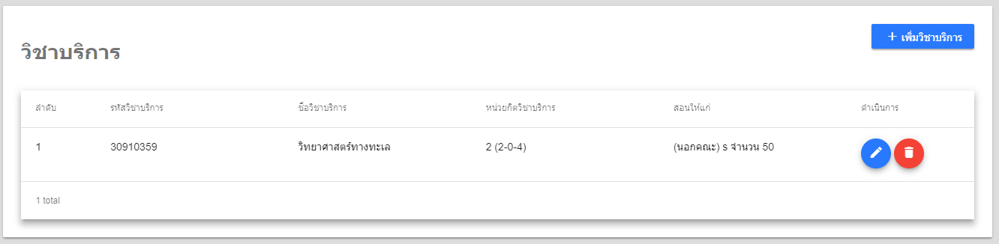 + เพิ่มวิชาบริการ
วิชาบริการ
ลำดับ รหัสวิชาบริการ ชื่อวิชาบริการ หน่วยกิตวิชาบริการ สอนให้แก่ ดำเนินการ
1 30910359 วิทยาศาสตร์ทางทะเล 2 (2-0-4) (นอกคณะ) s จำนวน 50
1 total